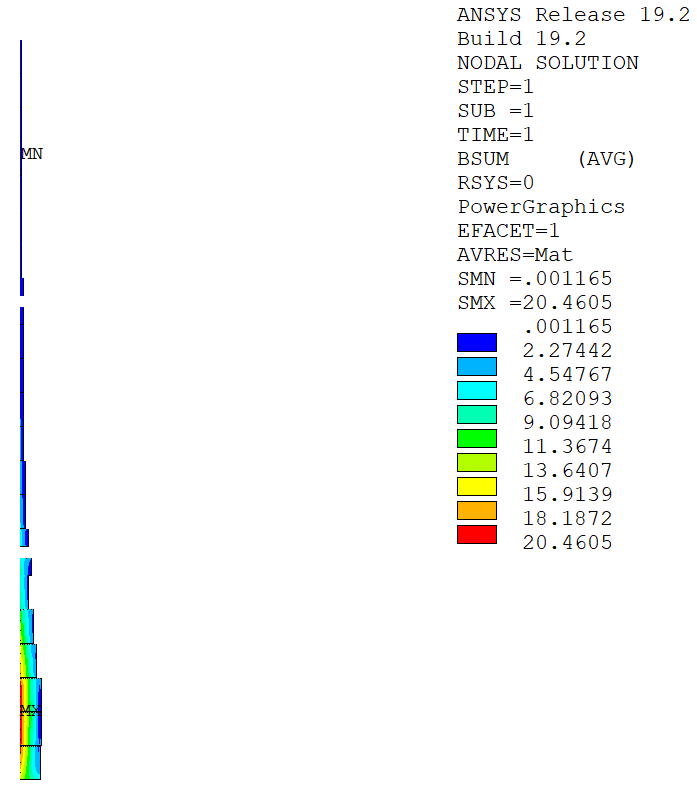 ANSYS Release 19.2
Build 19.2
NODAL SOLUTION
STEP=1
SUB =1
TIME=1
BSUM (AVG)
RSYS=0
PowerGraphics
EFACET=1
AVRES=Mat
SMN =.001165
SMX =20.4605
.001165
2.27442
4.54767
6.82093
9.09418
11.3674
13.6407
15.9139
18.1872
20.4605
MN
MX